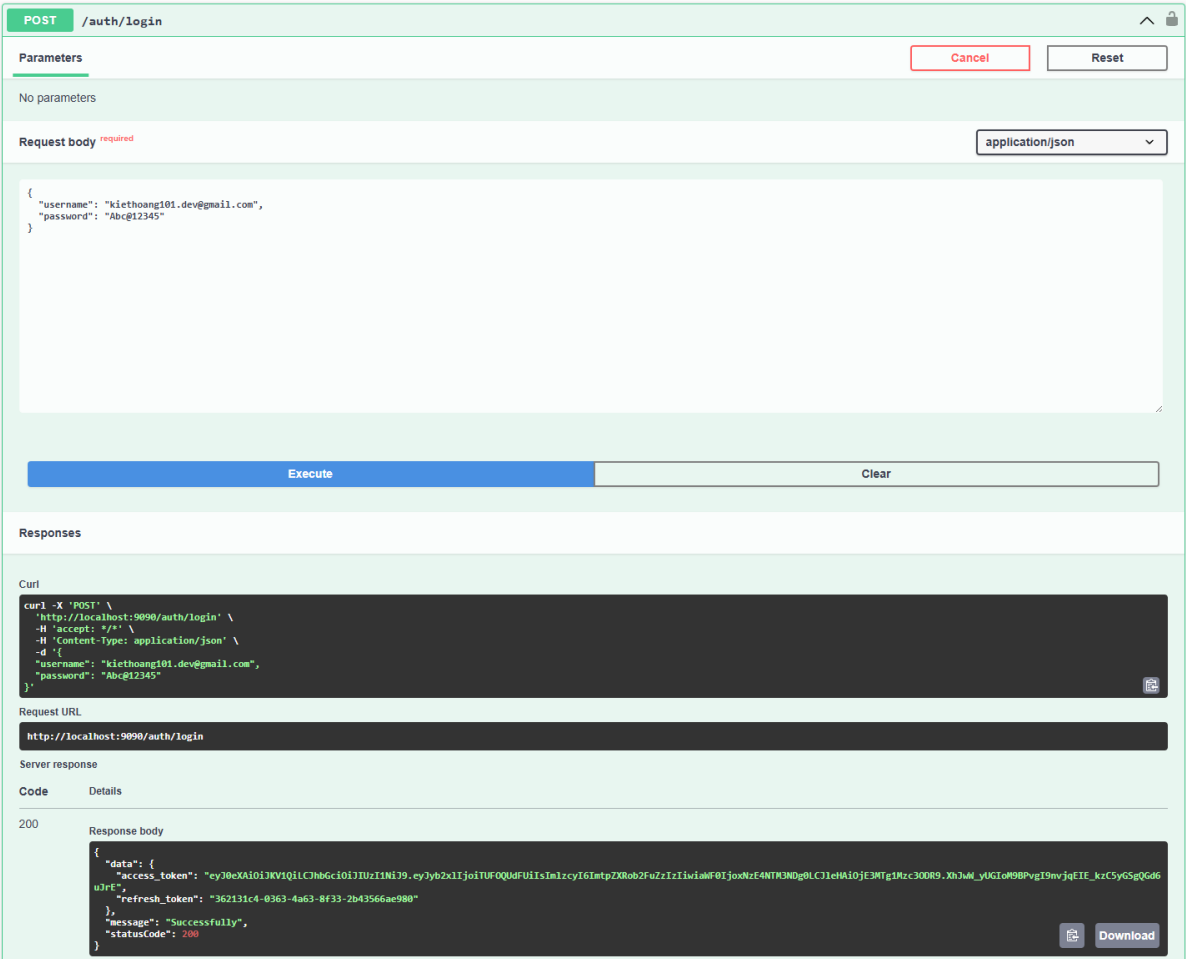 POST /auth/login
Parameters
Cancel
Reset
No parameters
Request body required
application/json
{
"username": "kiethoang101.dev@gmail.com",
"password": "Abc@12345"
}
Execute
Clear
Responses
Curl
curl -X 'POST' \
'http://localhost:9090/auth/login' \
-H 'accept: */*' \
-H 'Content-Type: application/json' \
-d '{
"username": "kiethoang101.dev@gmail.com",
"password": "Abc@12345"
}'
Request URL
http://localhost:9090/auth/login
Server response
Code
Details
200
Response body
{
"data": {
"access_token":
"refresh_token": "362131c4-0363-4a63-8f33-2b43566ae980"
},
"message": "Successfully",
"statusCode": 200
}
Download